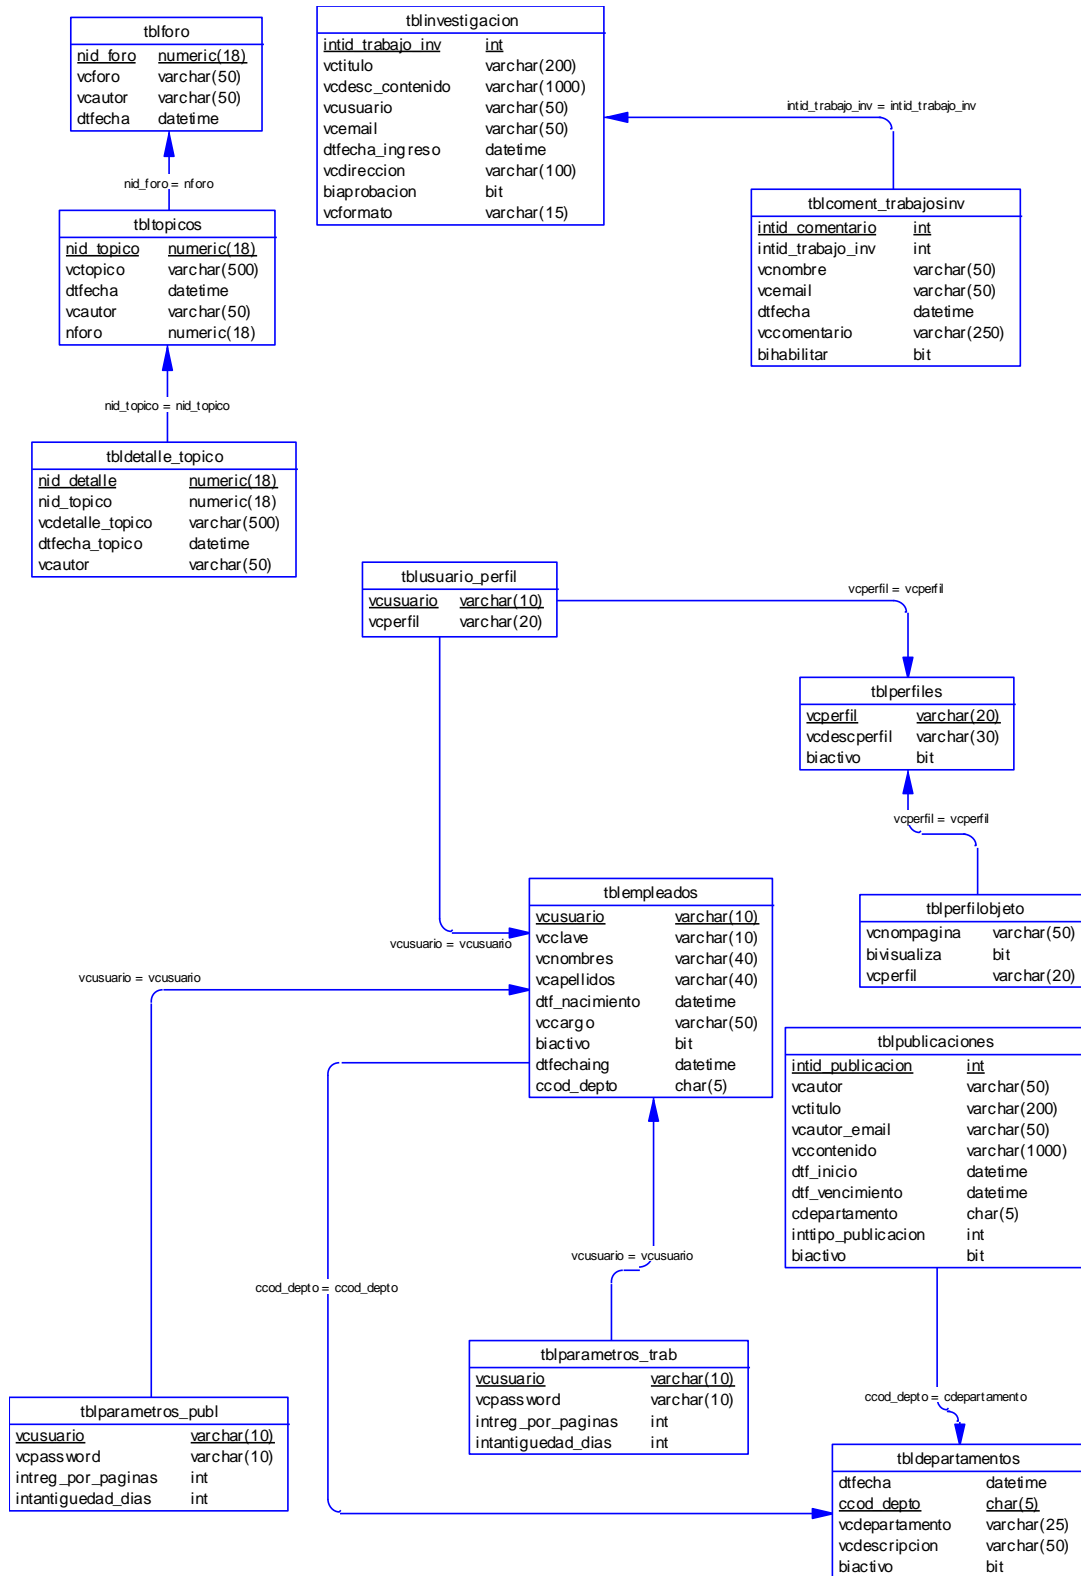 tblforo
nid_foro numeric(18)
vcforo varchar(50)
vcautor varchar(50)
dtfecha datetime
nid_foro = nforo
tbltopicos
nid_topico numeric(18)
vctopico varchar(500)
dtfecha datetime
vcautor varchar(50)
nforo numeric(18)
nid_topico = nid_topico
tbldetalle_topico
nid_detalle numeric(18)
nid_topico numeric(18)
vcdetalle_topico varchar(500)
dtfecha_topico datetime
vcautor varchar(50)
tblinvestigacion
intid_trabajo_inv int
vctitulo varchar(200)
vcdesc_contenido varchar(1000)
vcusuario varchar(50)
vcemail varchar(50)
dtfecha_ingreso datetime
vcdireccion varchar(100)
biaprobacion bit
vcformato varchar(15)
intid_trabajo_inv = intid_trabajo_inv
tblcoment_trabajosinv
intid_comentario int
intid_trabajo_inv int
vcnombre varchar(50)
vcemail varchar(50)
dtfecha datetime
vccomentario varchar(250)
bihabilitar bit
tblusuario_perfil
vcusuario varchar(10)
vcperfil varchar(20)
vcperfil = vcperfil
tblperfiles
vcperfil varchar(20)
vcdescperfil varchar(30)
biactivo bit
vcperfil = vcperfil
tblperfilobjeto
vcnompagina varchar(50)
bivisualiza bit
vcperfil varchar(20)
tblempleados
vcusuario varchar(10)
vcclave varchar(10)
vcnombres varchar(40)
vcapellidos varchar(40)
dtf_nacimiento datetime
vccargo varchar(50)
biactivo bit
dtfechaing datetime
ccod_depto char(5)
vcusuario = vcusuario
vcusuario = vcusuario
tblpublicaciones
intid_publicacion int
vcautor varchar(50)
vctitulo varchar(200)
vcautor_email varchar(50)
vccontenido varchar(1000)
dtf_inicio datetime
dtf_vencimiento datetime
cdepartamento char(5)
inttipo_publicacion int
biactivo bit
vcusuario = vcusuario
ccod_depto = ccod_depto
tblparametros_trab
vcusuario varchar(10)
vcpassword varchar(10)
intreg_por_paginas int
intantiguedad_dias int
tblparametros_publ
vcusuario varchar(10)
vcpassword varchar(10)
intreg_por_paginas int
intantiguedad_dias int
ccod_depto = cdepartamento
tbldepartamentos
dtfecha datetime
ccod_depto char(5)
vcdepartamento varchar(25)
vcdescripcion varchar(50)
biactivo bit